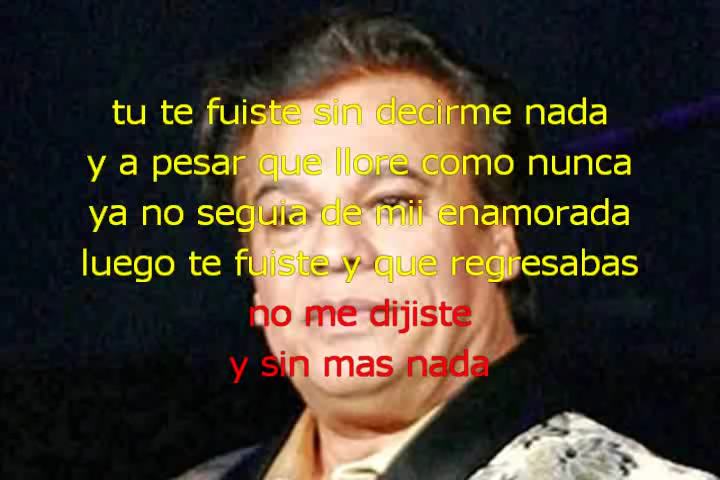 tu te fuiste sin decirme nada
y a pesar que llore como nunca
ya no seguia de mii enamorada
luego te fuiste y que regresabas
no me dijiste
y sin mas nada